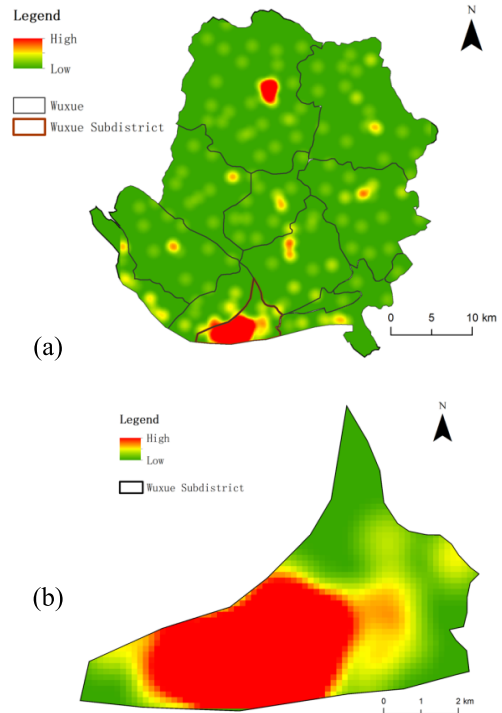 Legend
High
Low
Wuxue
Wuxue Subdistrict
N
0 5 10 km
(a)
Legend
High
Low
Wuxue Subdistrict
N
(b)
0 1 2 km